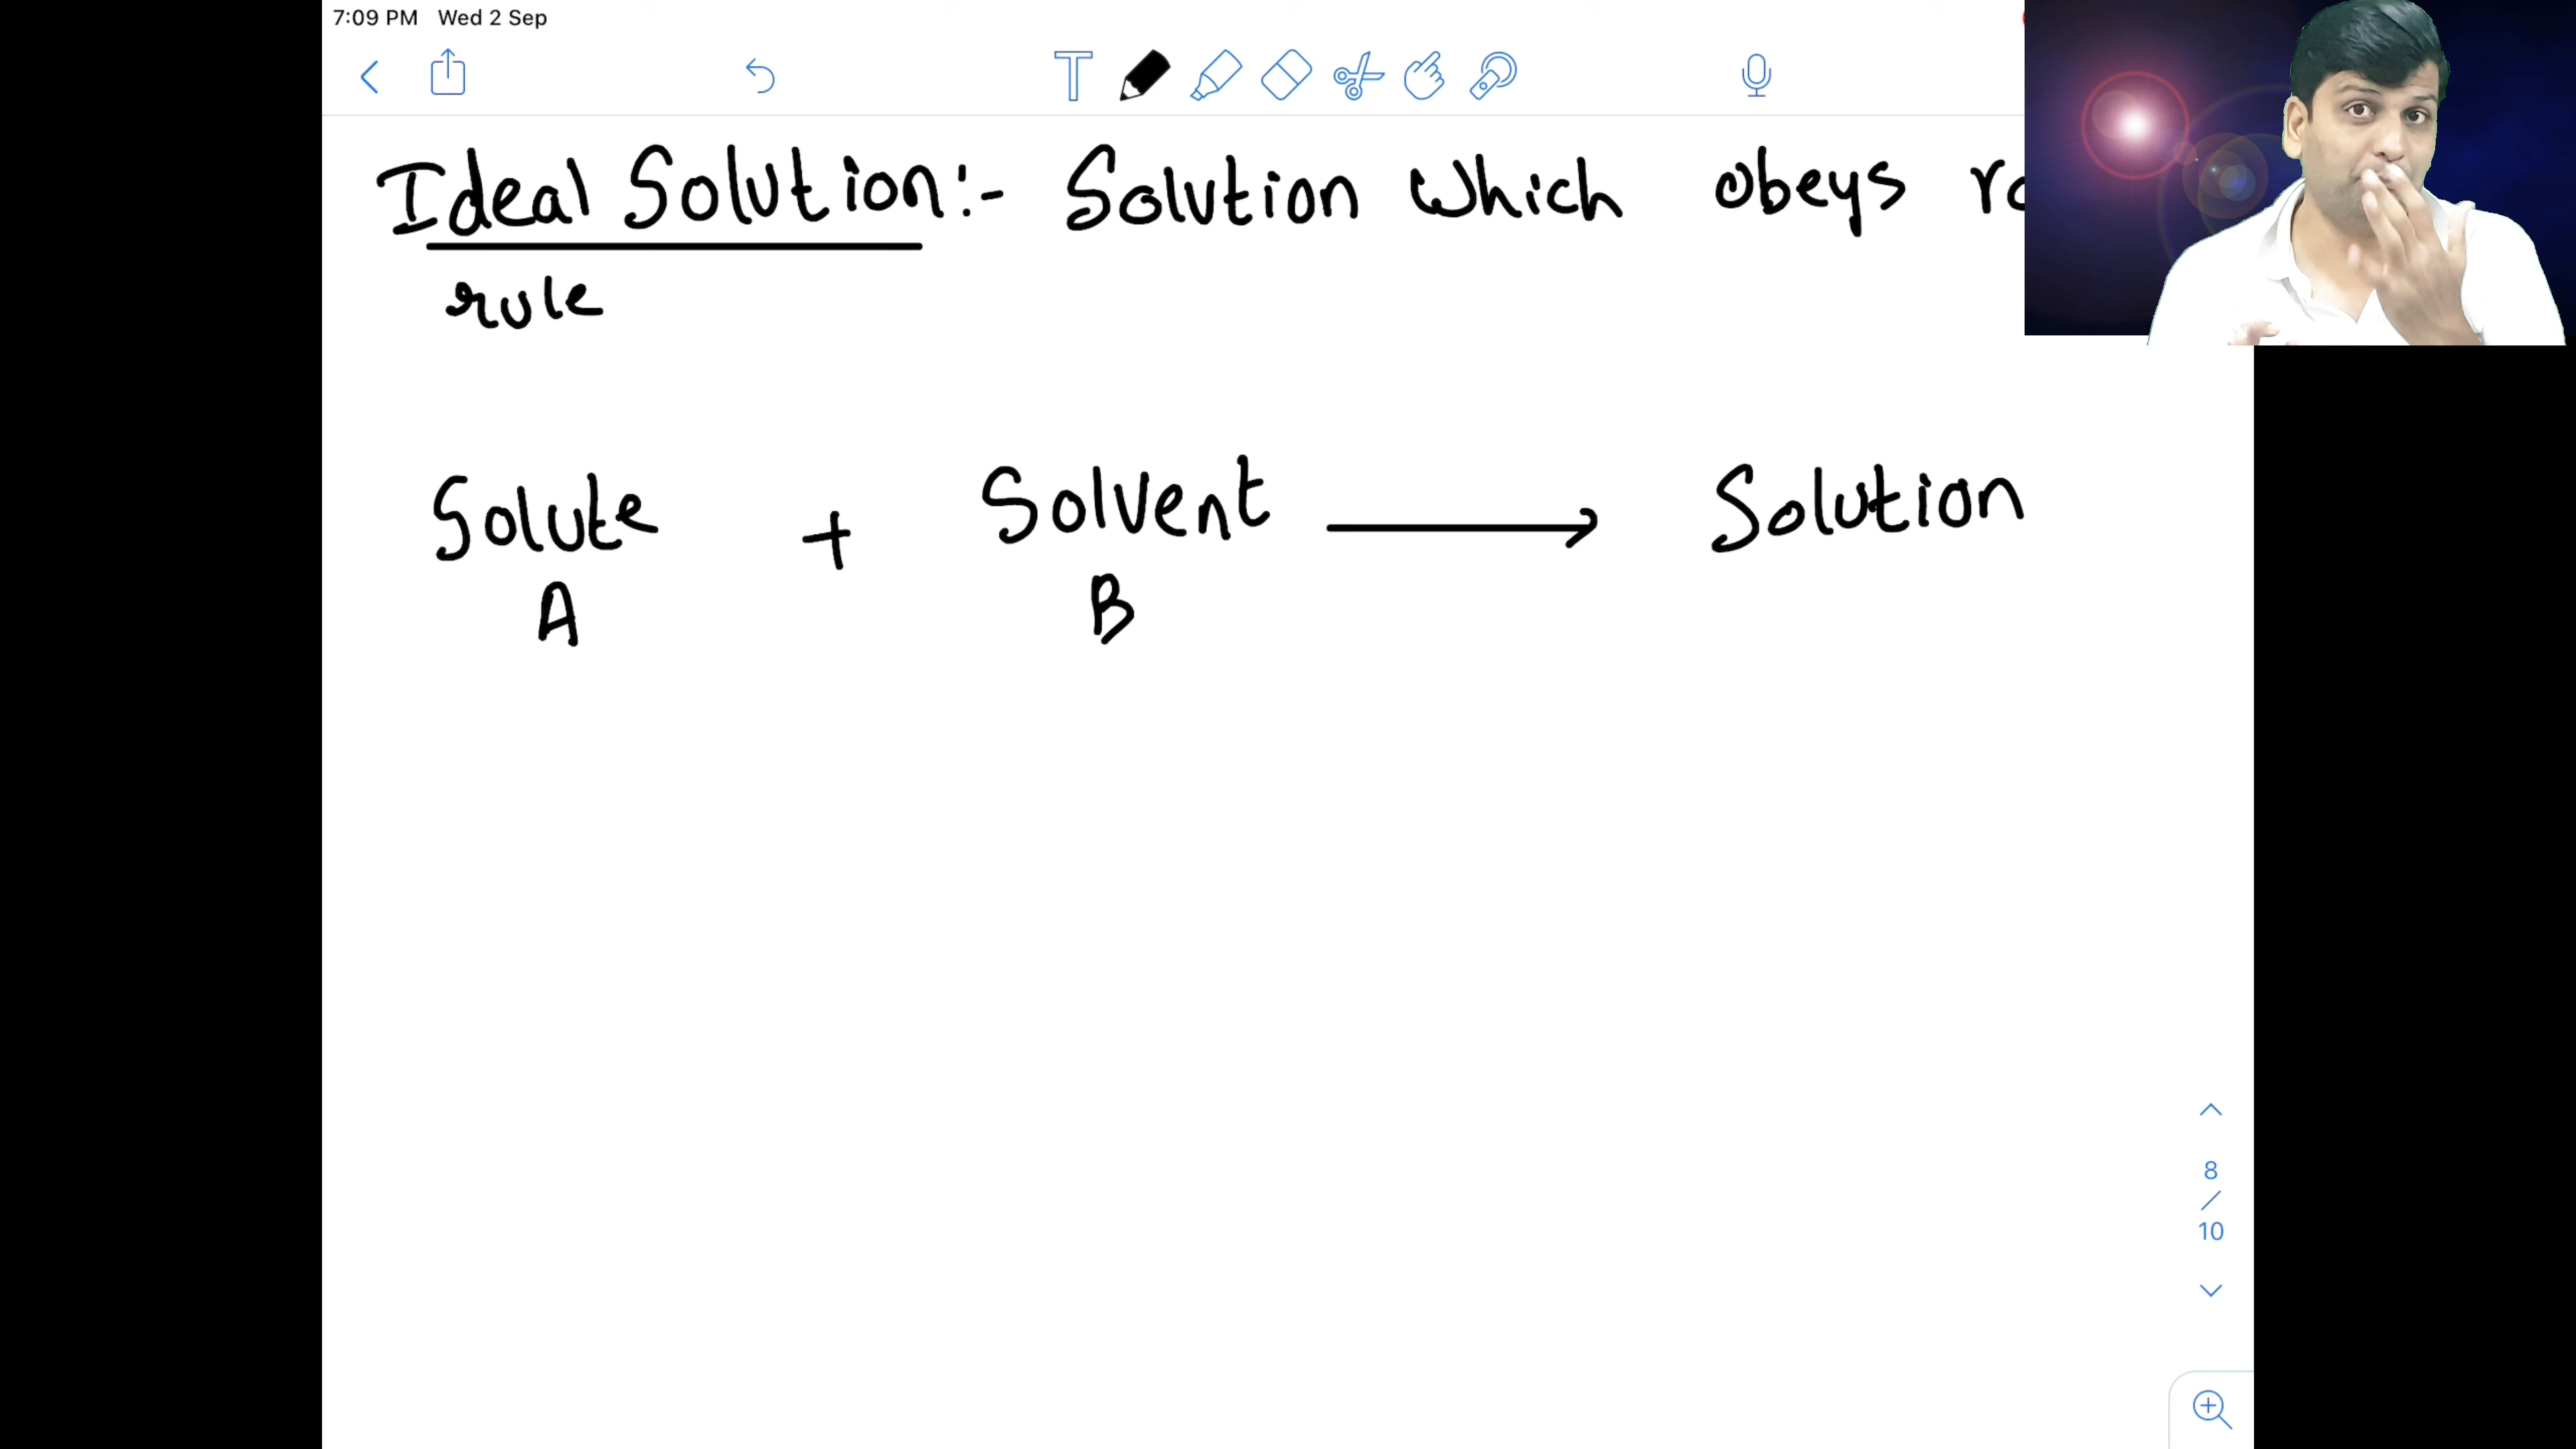 7:09 PM Wed 2 Sep
Ideal Solution:- Solution which obeys
rule
Solute + Solvent → Solution
A B
8
/
10